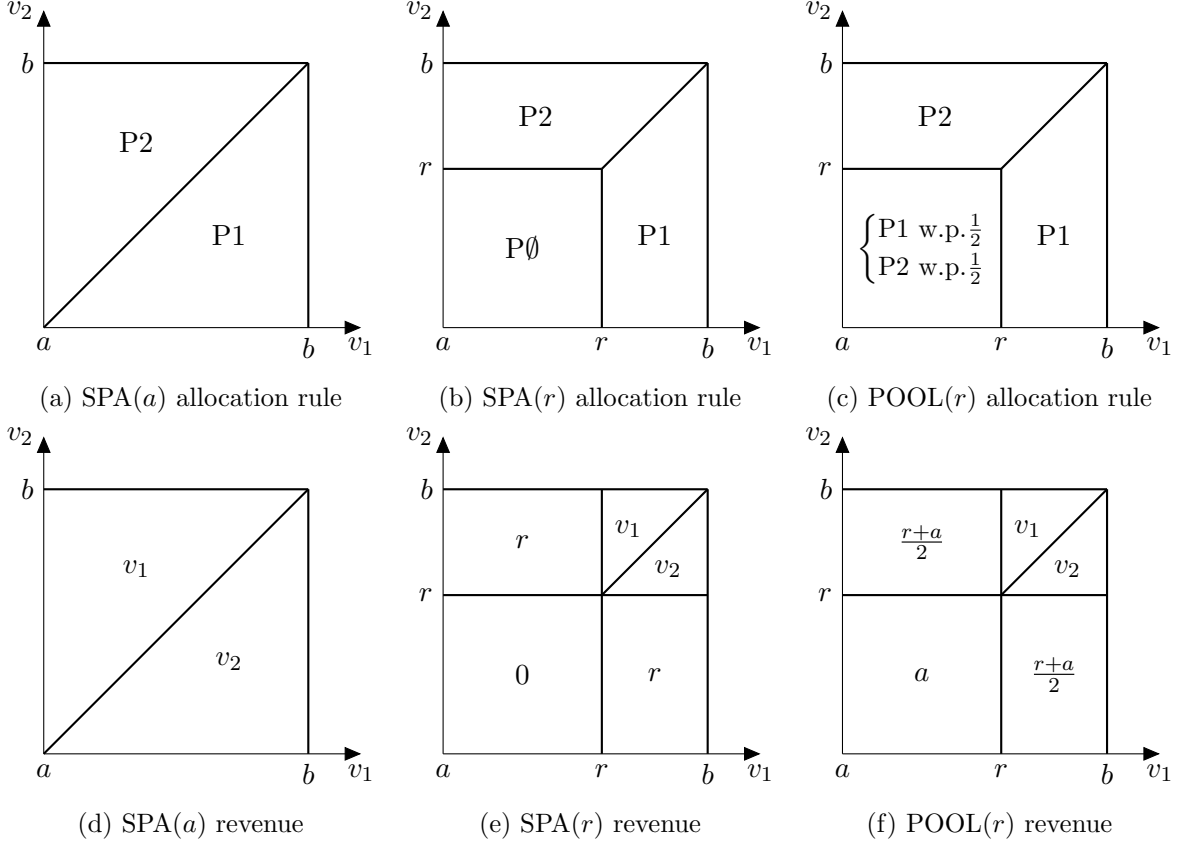 v₂ v₂ v₂
b b b
P2 P2 P2
r r
P1 P∅ P1 { P1 w.p. 1/2 P1
P2 w.p. 1/2
a b v₁ a r b v₁ a r b v₁
(a) SPA(a) allocation rule (b) SPA(r) allocation rule (c) POOL(r) allocation rule
v₂ v₂ v₂
b b b
v₁ r v₁ v₂ (r+a)/2 v₁ v₂
r r
v₂ 0 r a (r+a)/2
a b v₁ a r b v₁ a r b v₁
(d) SPA(a) revenue (e) SPA(r) revenue (f) POOL(r) revenue